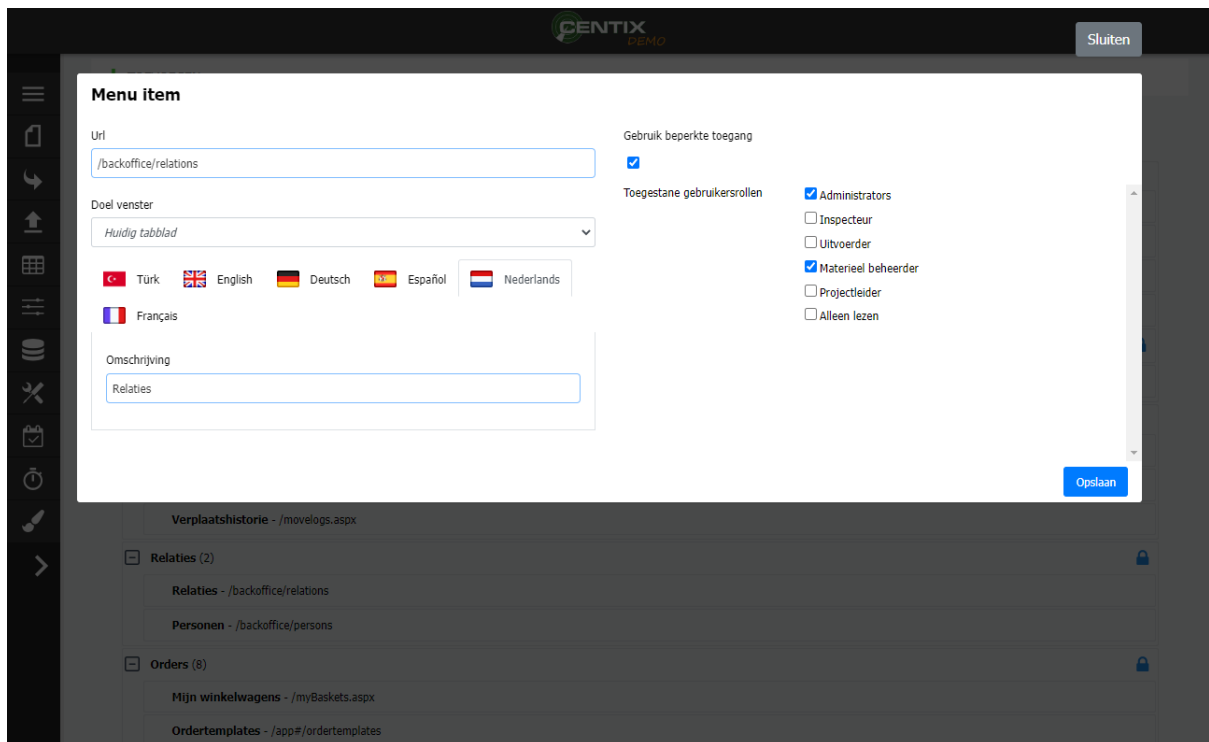 CENTIX
DEMO
Sluiten
Menu item
Url
/backoffice/relations
Doel venster
Huidig tabblad
Türk English Deutsch Español Nederlands
Français
Omschrijving
Relaties
Gebruik beperkte toegang
Toegestane gebruikersrollen
Administrators
Inspecteur
Uitvoerder
Materieel beheerder
Projectleider
Alleen lezen
Opslaan
Verplaatshistorie - /movelogs.aspx
Relaties (2)
Relaties - /backoffice/relations
Personen - /backoffice/persons
Orders (8)
Mijn winkelwagens - /myBaskets.aspx
Ordertemplates - /app#/ordertemplates